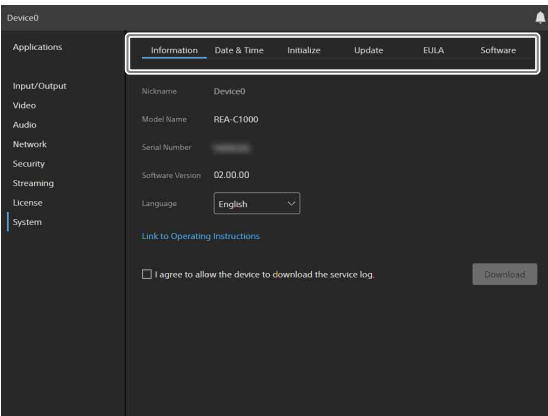 Device0
Applications
Input/Output
Video
Audio
Network
Security
Streaming
License
System
Information Date & Time Initialize Update EULA Software
Nickname Device0
Model Name REA-C1000
Serial Number
Software Version 02.00.00
Language English
Link to Operating Instructions
I agree to allow the device to download the service log. Download